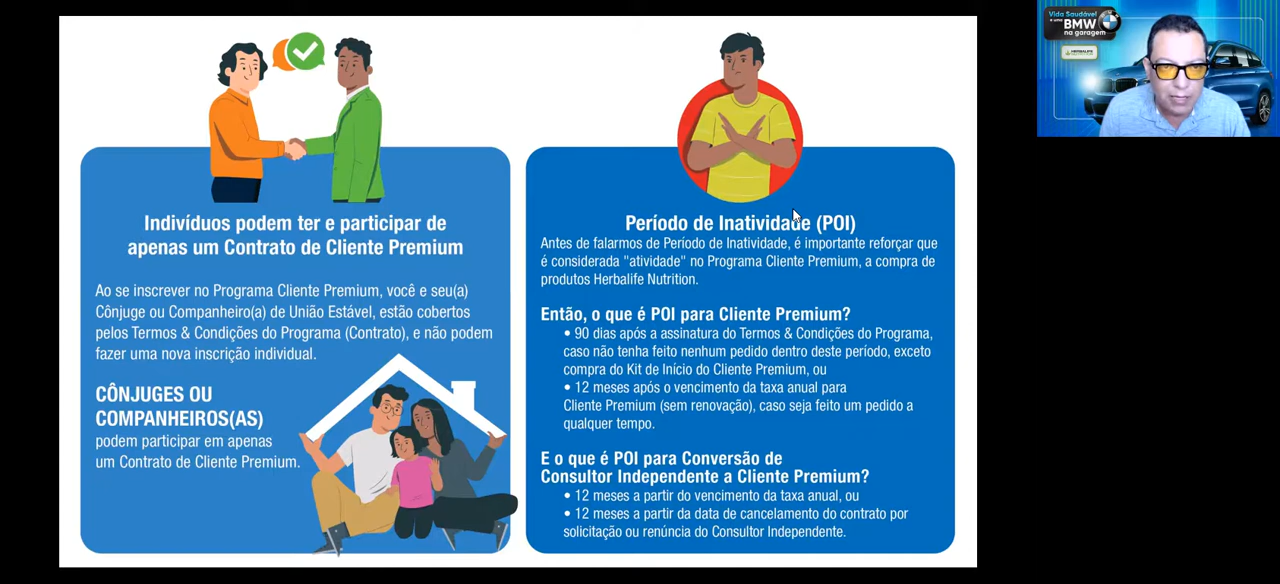 Indivíduos podem ter e participar de
apenas um Contrato de Cliente Premium
Ao se inscrever no Programa Cliente Premium, você e seu(a)
Cônjuge ou Companheiro(a) de União Estável, estão cobertos
pelos Termos & Condições do Programa (Contrato), e não podem
fazer uma nova inscrição individual.
CÔNJUGES OU
COMPANHEIROS(AS)
podem participar em apenas
um Contrato de Cliente Premium.
Período de Inatividade (POI)
Antes de falarmos de Período de Inatividade, é importante reforçar que
é considerada "atividade" no Programa Cliente Premium, a compra de
produtos Herbalife Nutrition.
Então, o que é POI para Cliente Premium?
• 90 dias após a assinatura do Termos & Condições do Programa,
caso não tenha feito nenhum pedido dentro deste período, exceto
compra do Kit de Início do Cliente Premium, ou
• 12 meses após o vencimento da taxa anual para
Cliente Premium (sem renovação), caso seja feito um pedido a
qualquer tempo.
E o que é POI para Conversão de
Consultor Independente a Cliente Premium?
• 12 meses a partir do vencimento da taxa anual, ou
• 12 meses a partir da data de cancelamento do contrato por
solicitação ou renúncia do Consultor Independente.
Vida Saudável
e uma
BMW
na garagem
HERBALIFE